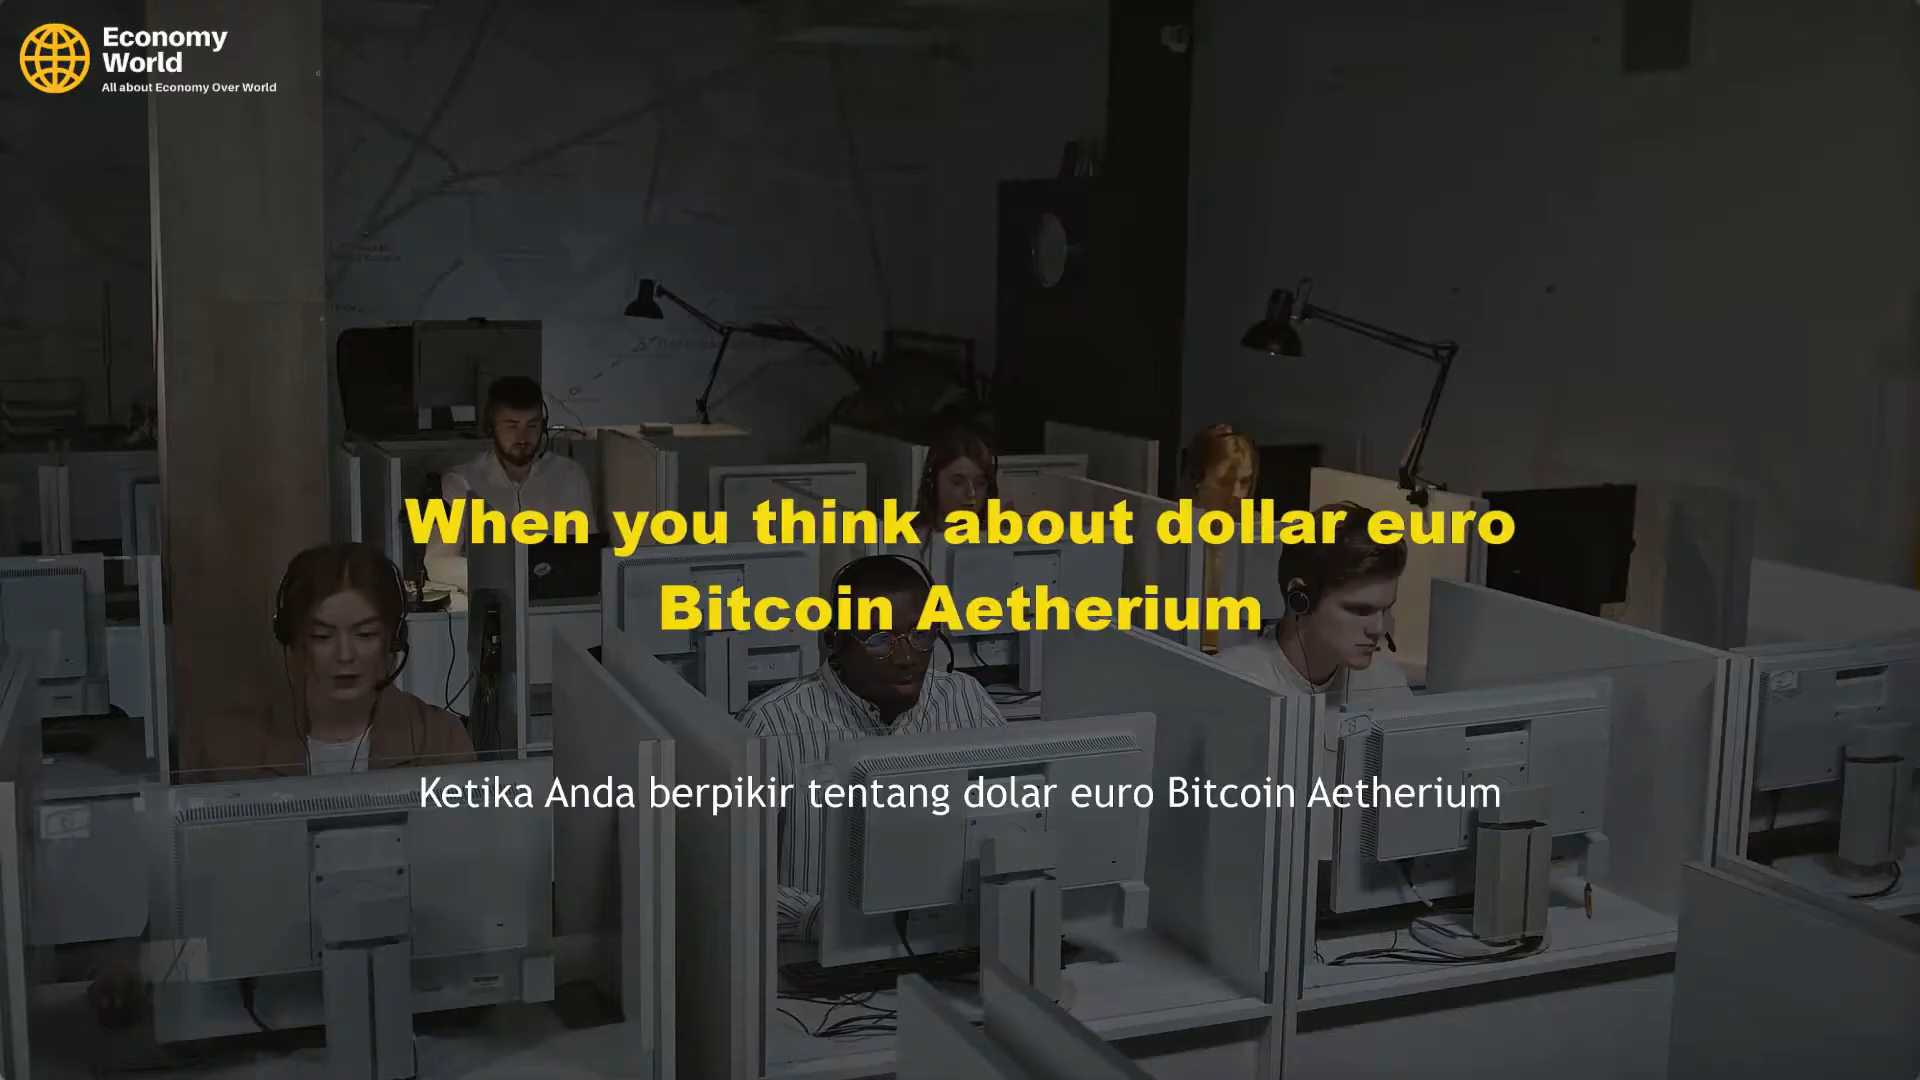 Economy
World
All about Economy Over World
When you think about dollar euro
Bitcoin Aetherium
Ketika Anda berpikir tentang dolar euro Bitcoin Aetherium